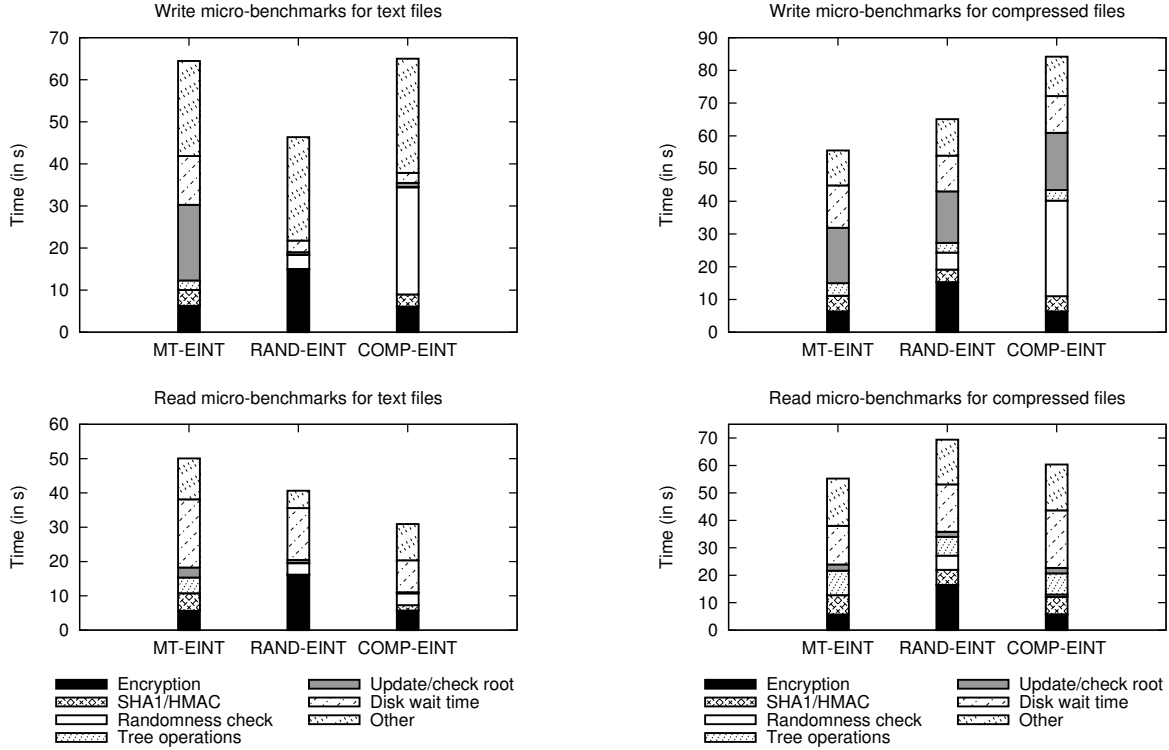 Write micro-benchmarks for text files
70
60
50
40
30
20
10
0
Time (in s)
MT-EINT RAND-EINT COMP-EINT
Write micro-benchmarks for compressed files
90
80
70
60
50
40
30
20
10
0
Time (in s)
MT-EINT RAND-EINT COMP-EINT
Read micro-benchmarks for text files
60
50
40
30
20
10
0
Time (in s)
MT-EINT RAND-EINT COMP-EINT
Read micro-benchmarks for compressed files
70
60
50
40
30
20
10
0
Time (in s)
MT-EINT RAND-EINT COMP-EINT
Encryption
SHA1/HMAC
Randomness check
Tree operations
Update/check root
Disk wait time
Other
Encryption
SHA1/HMAC
Randomness check
Tree operations
Update/check root
Disk wait time
Other